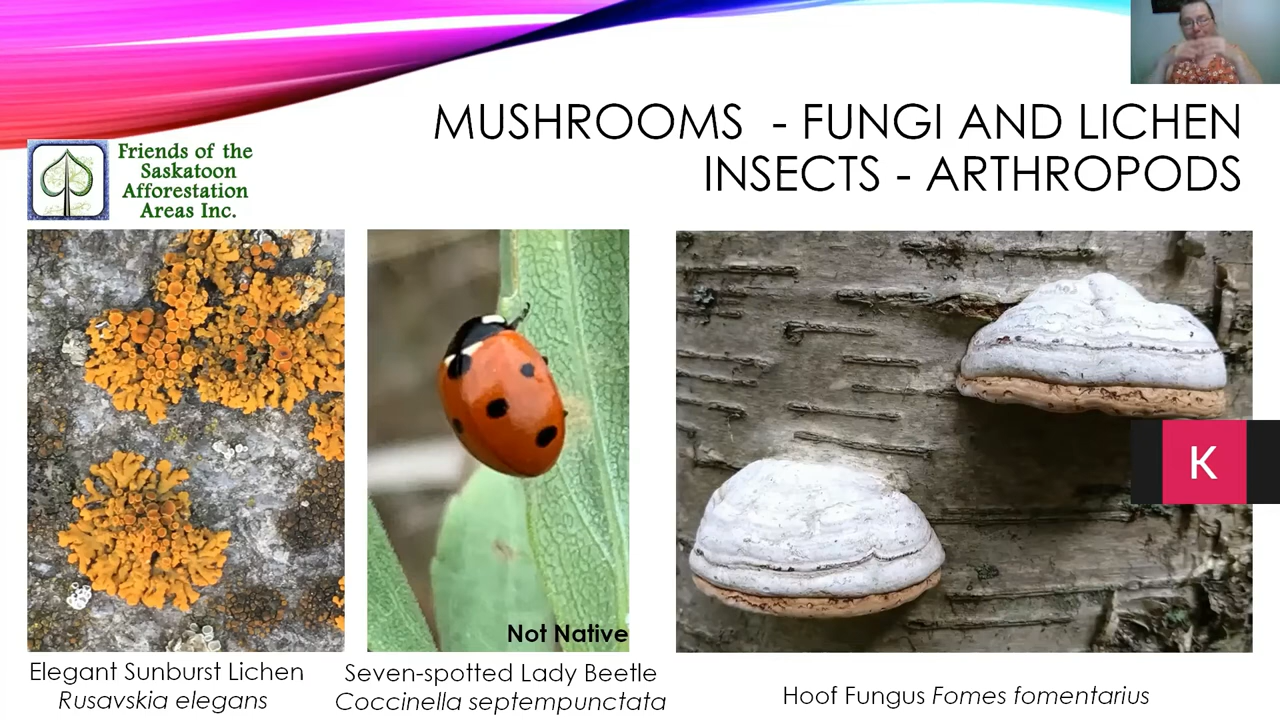 MUSHROOMS - FUNGI AND LICHEN
INSECTS - ARTHROPODS
Friends of the
Saskatoon
Afforestation
Areas Inc.
Not Native
K
Elegant Sunburst Lichen
Rusavskia elegans
Seven-spotted Lady Beetle
Coccinella septempunctata
Hoof Fungus Fomes fomentarius